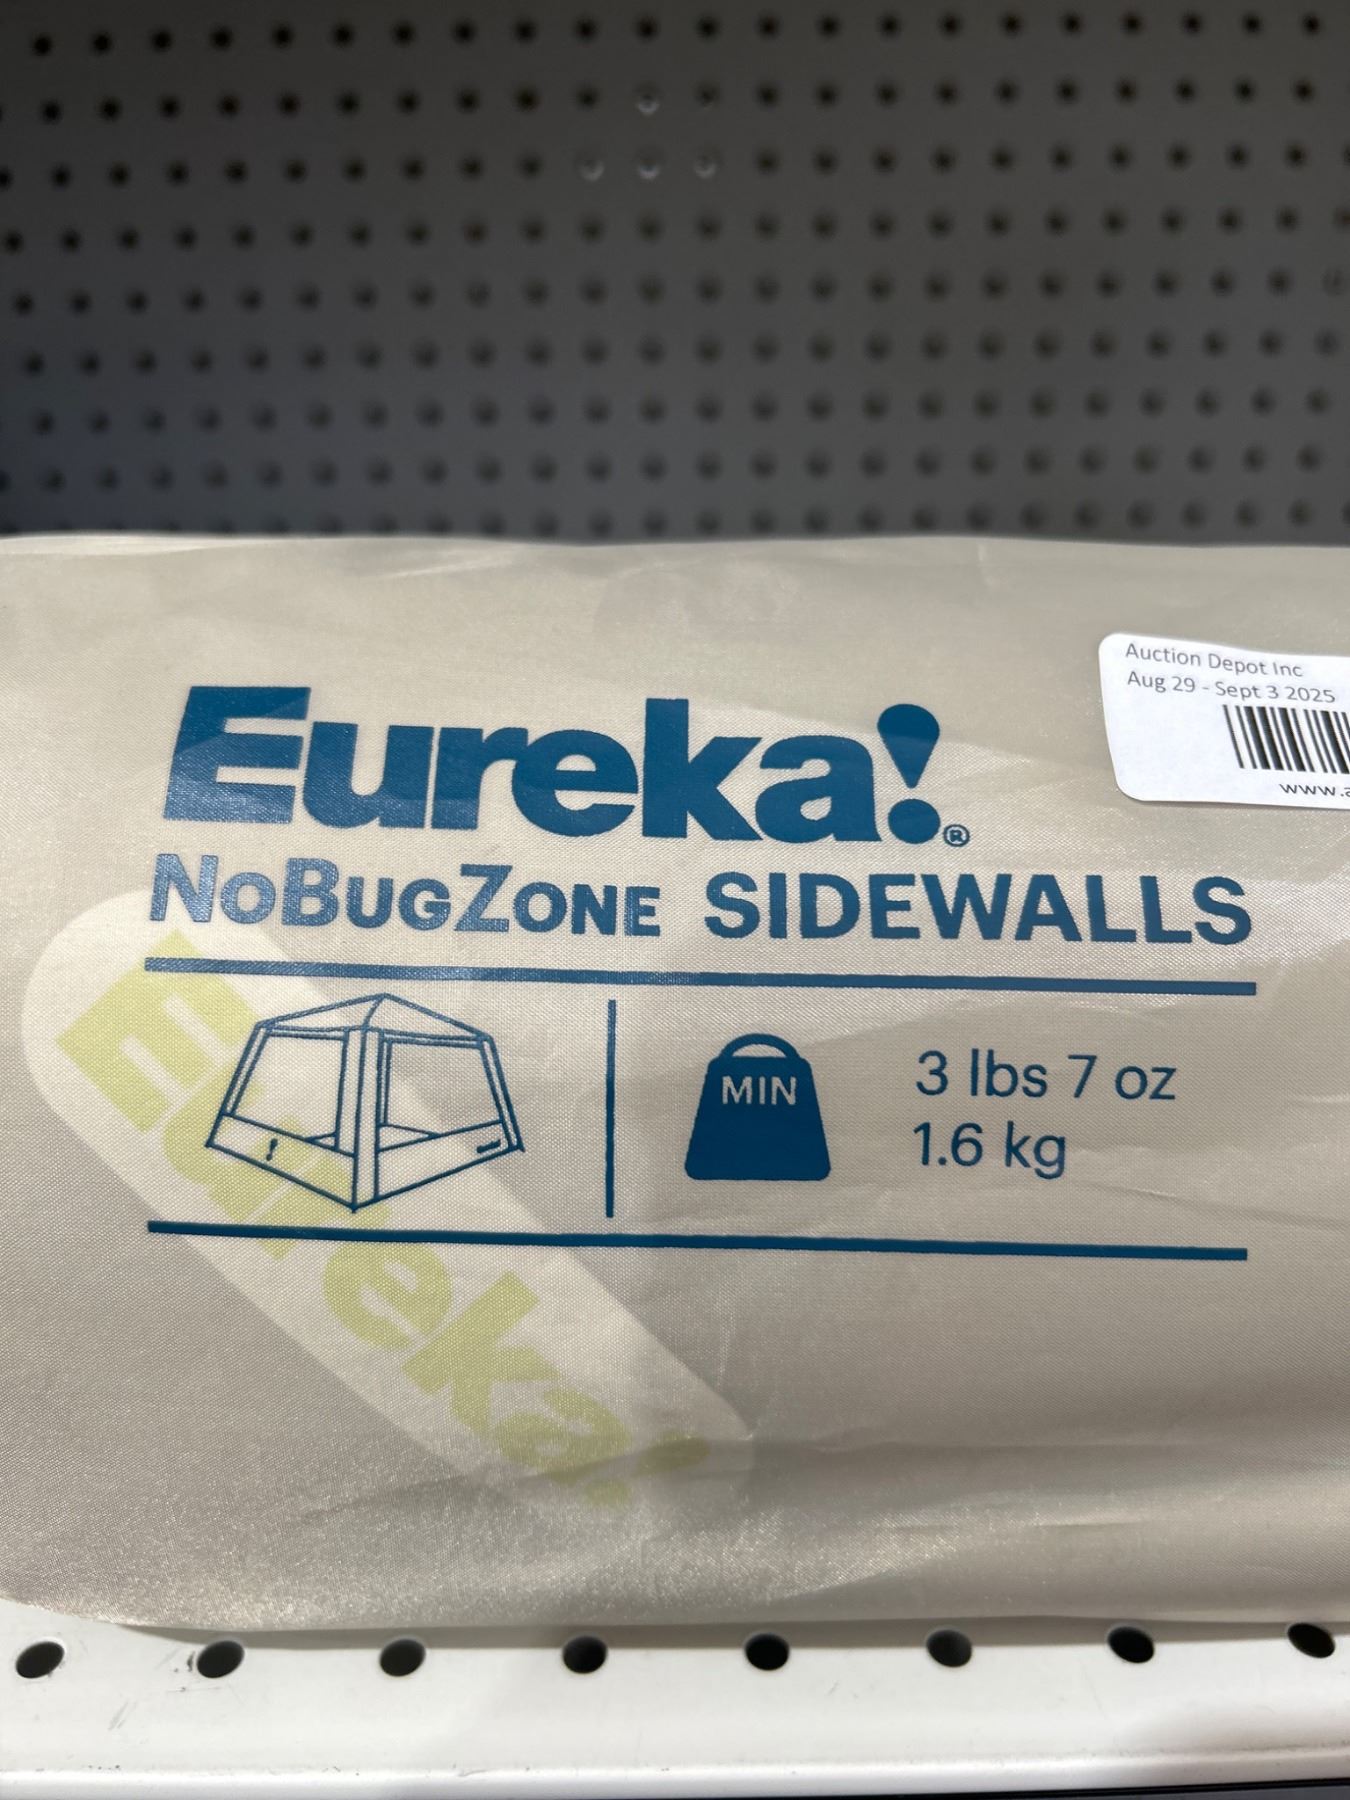 Auction Depot Inc
Aug 29 - Sept 3 2025
www.a
Eureka!®
NoBugZone SIDEWALLS
!
MIN
3 lbs 7 oz
1.6 kg
Eureka!